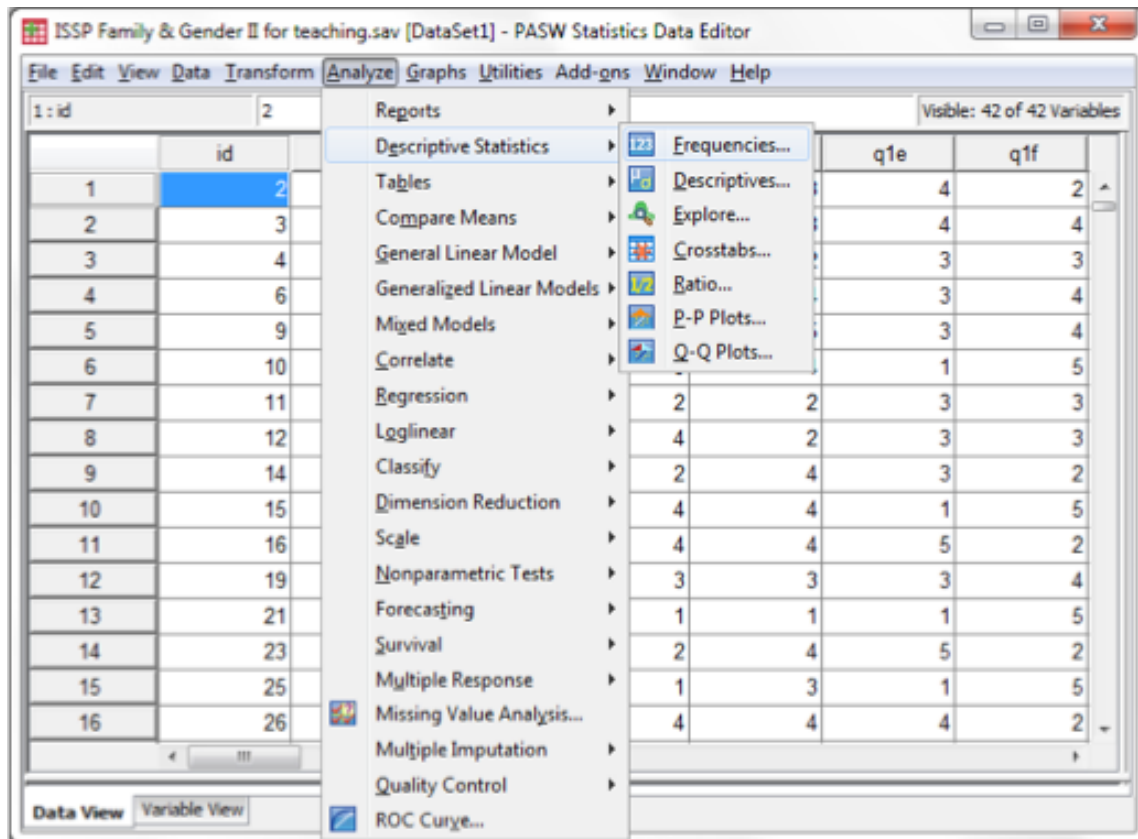 ISSP Family & Gender II for teaching.sav [DataSet1] - PASW Statistics Data Editor
File Edit View Data Transform Analyze Graphs Utilities Add-ons Window Help
1 : id 2 Visible: 42 of 42 Variables
Reports
Descriptive Statistics
Tables
Compare Means
General Linear Model
Generalized Linear Models
Mixed Models
Correlate
Regression
Loglinear
Classify
Dimension Reduction
Scale
Nonparametric Tests
Forecasting
Survival
Multiple Response
Missing Value Analysis...
Multiple Imputation
Quality Control
ROC Curve...
123 Frequencies...
Descriptives...
Explore...
Crosstabs...
1/2 Ratio...
P-P Plots...
Q-Q Plots...
id q1e q1f
1 2 4 2
2 3 4 4
3 4 3 3
4 6 3 4
5 9 3 4
6 10 1 5
7 11 2 2 3 3
8 12 4 2 3 3
9 14 2 4 3 2
10 15 4 4 1 5
11 16 4 4 5 2
12 19 3 3 3 4
13 21 1 1 1 5
14 23 2 4 5 2
15 25 1 3 1 5
16 26 4 4 4 2
Data View Variable View